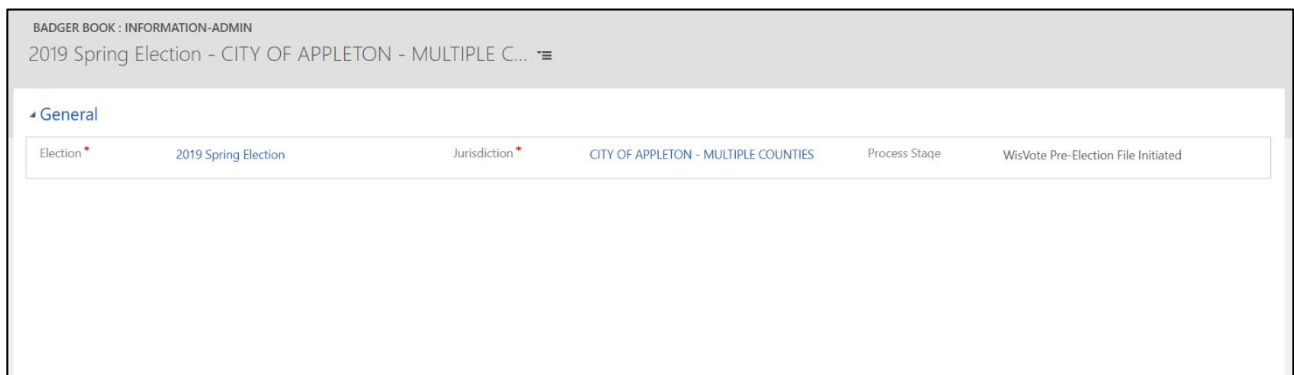 BADGER BOOK : INFORMATION-ADMIN
2019 Spring Election - CITY OF APPLETON - MULTIPLE C...
General
Election * 2019 Spring Election Jurisdiction * CITY OF APPLETON - MULTIPLE COUNTIES Process Stage WisVote Pre-Election File Initiated